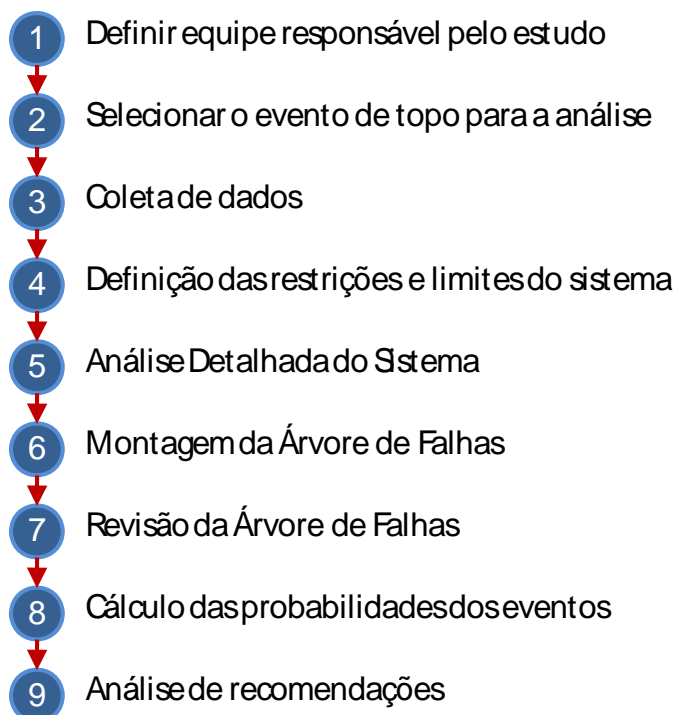 1 Definir equipe responsável pelo estudo
2 Selecionar o evento de topo para a análise
3 Coleta de dados
4 Definição das restrições e limites do sistema
5 Análise Detalhada do Sistema
6 Montagem da Árvore de Falhas
7 Revisão da Árvore de Falhas
8 Cálculo das probabilidades dos eventos
9 Análise de recomendações